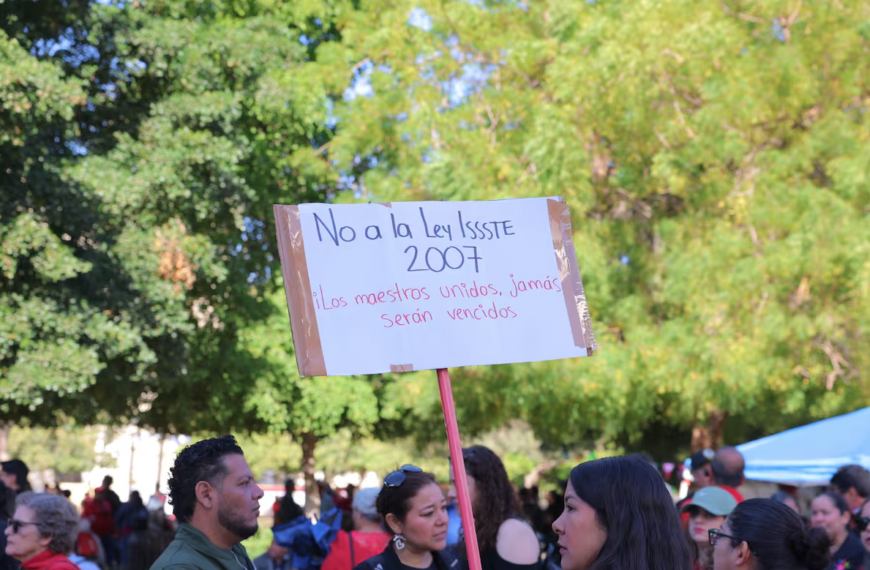 No a la Ley ISSSTE
2007
¡Los maestros unidos, jamás
serán vencidos